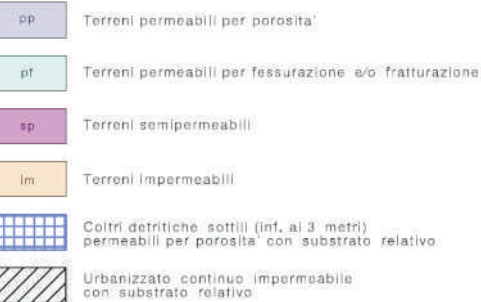 pp Terreni permeabili per porosita'
pf Terreni permeabili per fessurazione e/o fratturazione
sp Terreni semipermeabili
im Terreni impermeabili
Coltri detritiche sottili (inf. ai 3 metri)
permeabili per porosita' con substrato relativo
Urbanizzato continuo impermeabile
con substrato relativo